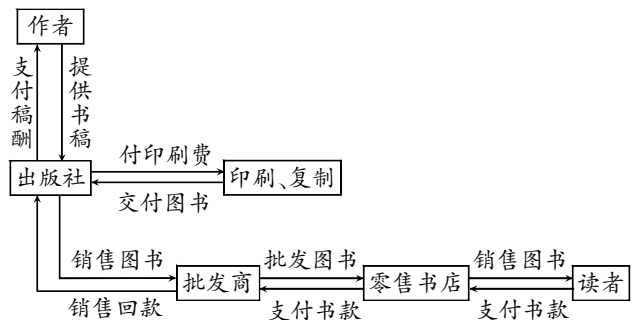 作者
支付稿酬
提供书稿
付印刷费
出版社
印刷、复制
交付图书
销售图书
批发图书
销售图书
批发商
零售书店
读者
销售回款
支付书款
支付书款